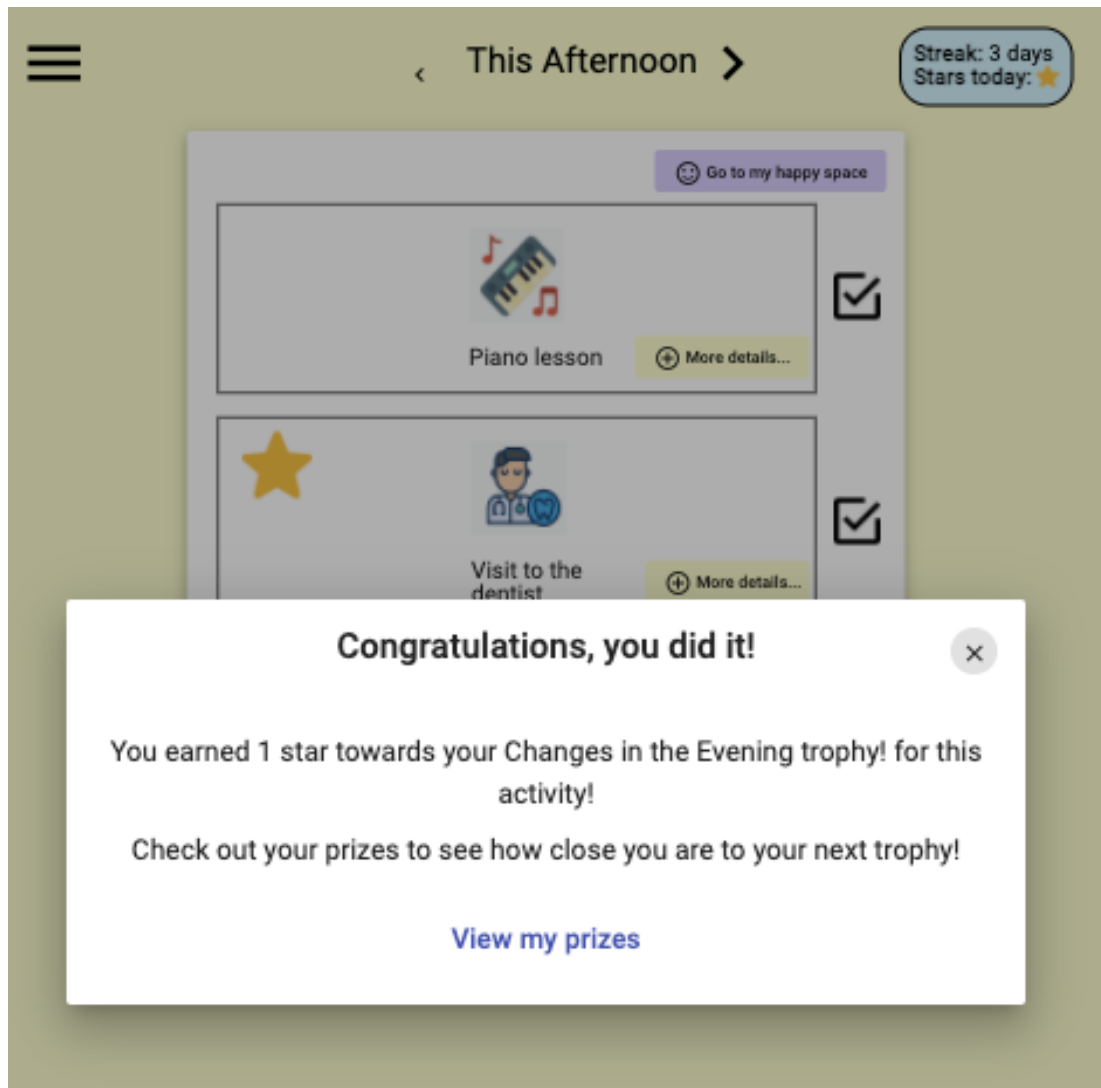 This Afternoon
Streak: 3 days
Stars today:
Go to my happy space
Piano lesson
More details...
Visit to the
dentist
More details...
Congratulations, you did it!
You earned 1 star towards your Changes in the Evening trophy! for this
activity!
Check out your prizes to see how close you are to your next trophy!
View my prizes